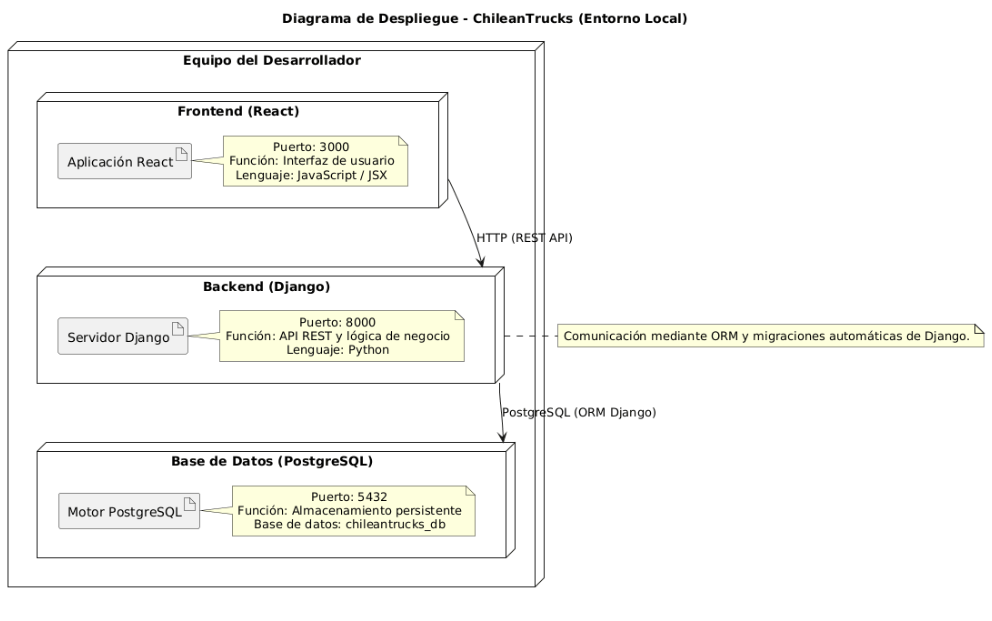 Diagrama de Despliegue - ChileanTrucks (Entorno Local)
Equipo del Desarrollador
Frontend (React)
Aplicación React
Puerto: 3000
Función: Interfaz de usuario
Lenguaje: JavaScript / JSX
HTTP (REST API)
Backend (Django)
Servidor Django
Puerto: 8000
Función: API REST y lógica de negocio
Lenguaje: Python
Comunicación mediante ORM y migraciones automáticas de Django.
PostgreSQL (ORM Django)
Base de Datos (PostgreSQL)
Motor PostgreSQL
Puerto: 5432
Función: Almacenamiento persistente
Base de datos: chileantrucks_db